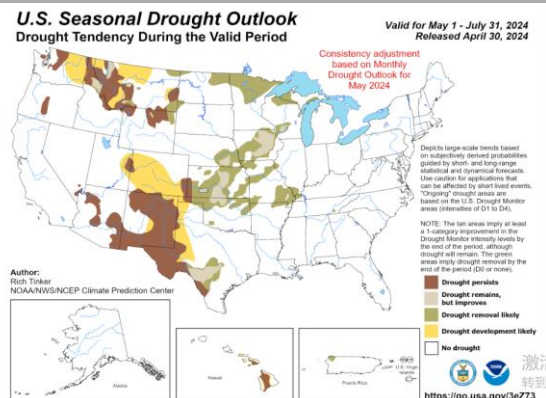 U.S. Seasonal Drought Outlook
Drought Tendency During the Valid Period
Valid for May 1 - July 31, 2024
Released April 30, 2024
Consistency adjustment
based on Monthly
Drought Outlook for
May 2024
Depicts large-scale trends based
on subjectively derived probabilities
guided by short- and long-range
statistical and dynamical forecasts.
Use caution for applications that
can be affected by short lived events.
"Ongoing" drought areas are
based on the U.S. Drought Monitor
areas (intensities of D1 to D4).
NOTE: The tan areas imply at least
a 1-category improvement in the
Drought Monitor intensity levels by
the end of the period, although
drought will remain. The green
areas imply drought removal by the
end of the period (D0 or none).
Author:
Rich Tinker
NOAA/NWS/NCEP Climate Prediction Center
Drought persists
Drought remains,
but improves
Drought removal likely
Drought development likely
No drought
Alaska
Hawaii
Puerto Rico
U.S. Virgin
Islands
激活
转到
https://go.usa.gov/3eZ73